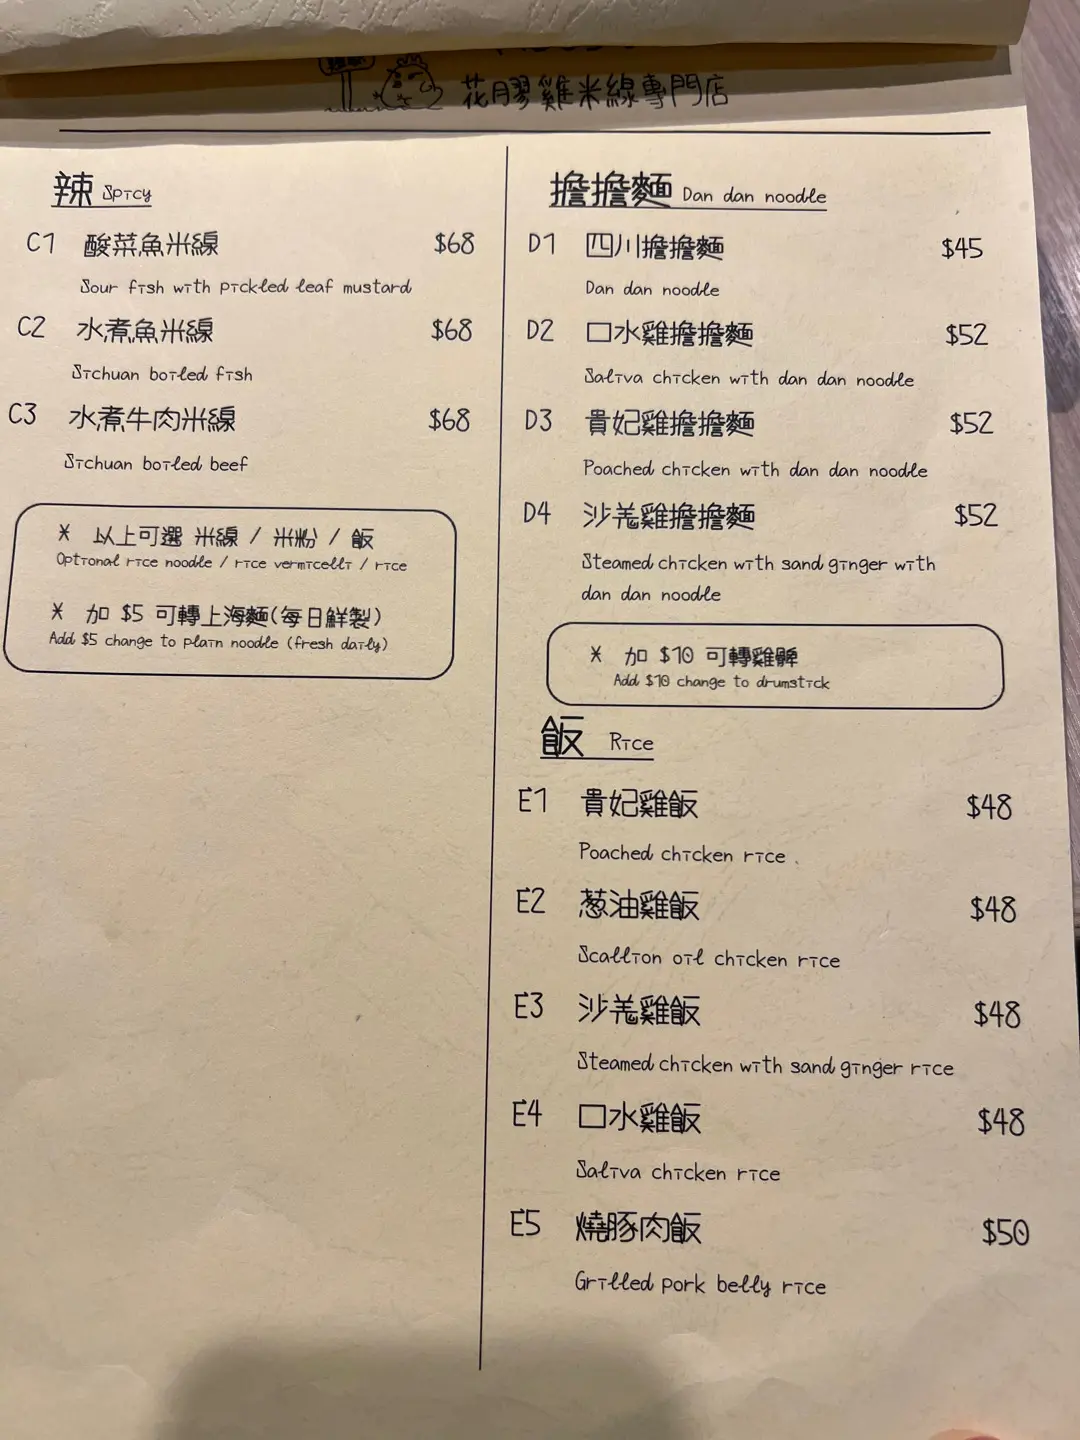 花膠雞米線專門店
辣 Spicy
C1 酸菜魚米線 $68
Sour fish with pickled leaf mustard
C2 水煮魚米線 $68
Sichuan boiled fish
C3 水煮牛肉米線 $68
Sichuan boiled beef
* 以上可選 米線 / 米粉 / 飯
Optional rice noodle / rice vermicelli / rice
* 加 $5 可轉上海麵(每日鮮製)
Add $5 change to plain noodle (fresh daily)
擔擔麵 Dan dan noodle
D1 四川擔擔麵 $45
Dan dan noodle
D2 口水雞擔擔麵 $52
Saliva chicken with dan dan noodle
D3 貴妃雞擔擔麵 $52
Poached chicken with dan dan noodle
D4 沙羗雞擔擔麵 $52
Steamed chicken with sand ginger with
dan dan noodle
* 加 $10 可轉雞髀
Add $10 change to drumstick
飯 Rice
E1 貴妃雞飯 $48
Poached chicken rice
E2 葱油雞飯 $48
Scallion oil chicken rice
E3 沙羗雞飯 $48
Steamed chicken with sand ginger rice
E4 口水雞飯 $48
Saliva chicken rice
E5 燒豚肉飯 $50
Grilled pork belly rice